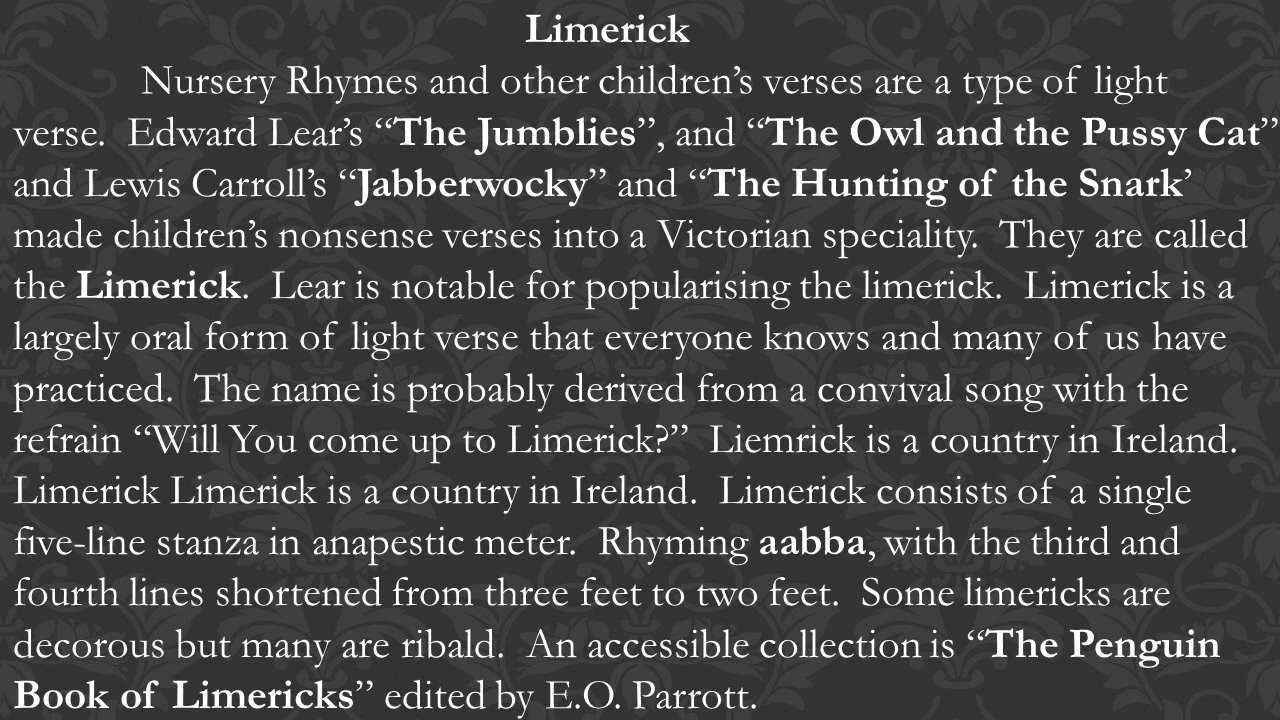 Limerick
Nursery Rhymes and other children’s verses are a type of light
verse. Edward Lear’s “The Jumblies”, and “The Owl and the Pussy Cat”
and Lewis Carroll’s “Jabberwocky” and “The Hunting of the Snark’
made children’s nonsense verses into a Victorian speciality. They are called
the Limerick. Lear is notable for popularising the limerick. Limerick is a
largely oral form of light verse that everyone knows and many of us have
practiced. The name is probably derived from a convival song with the
refrain “Will You come up to Limerick?” Liemrick is a country in Ireland.
Limerick Limerick is a country in Ireland. Limerick consists of a single
five-line stanza in anapestic meter. Rhyming aabba, with the third and
fourth lines shortened from three feet to two feet. Some limericks are
decorous but many are ribald. An accessible collection is “The Penguin
Book of Limericks” edited by E.O. Parrott.